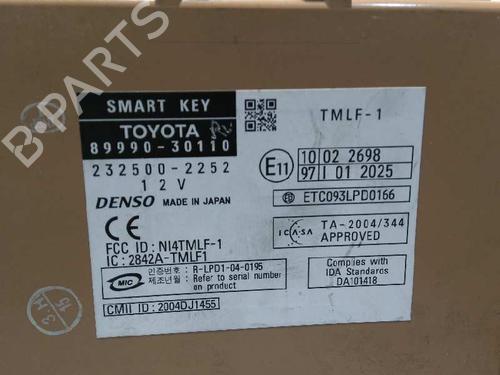 B-PARTS
SMART KEY
TOYOTA
89990-30110
232500-2252
12V
DENSO MADE IN JAPAN
CE
FCC ID: NI4TMLF-1
IC: 2842A-TMLF1
MIC
인증번호 : R-LPD1-04-0195
제조년월 : Refer to serial number on product
CMII ID : 2004DJ1455
TMLF-1
E11
10 02 2698
97 I 01 2025
ETC093LPD0166
ICASA
TA-2004/344
APPROVED
Complies with
IDA Standards
DA101418